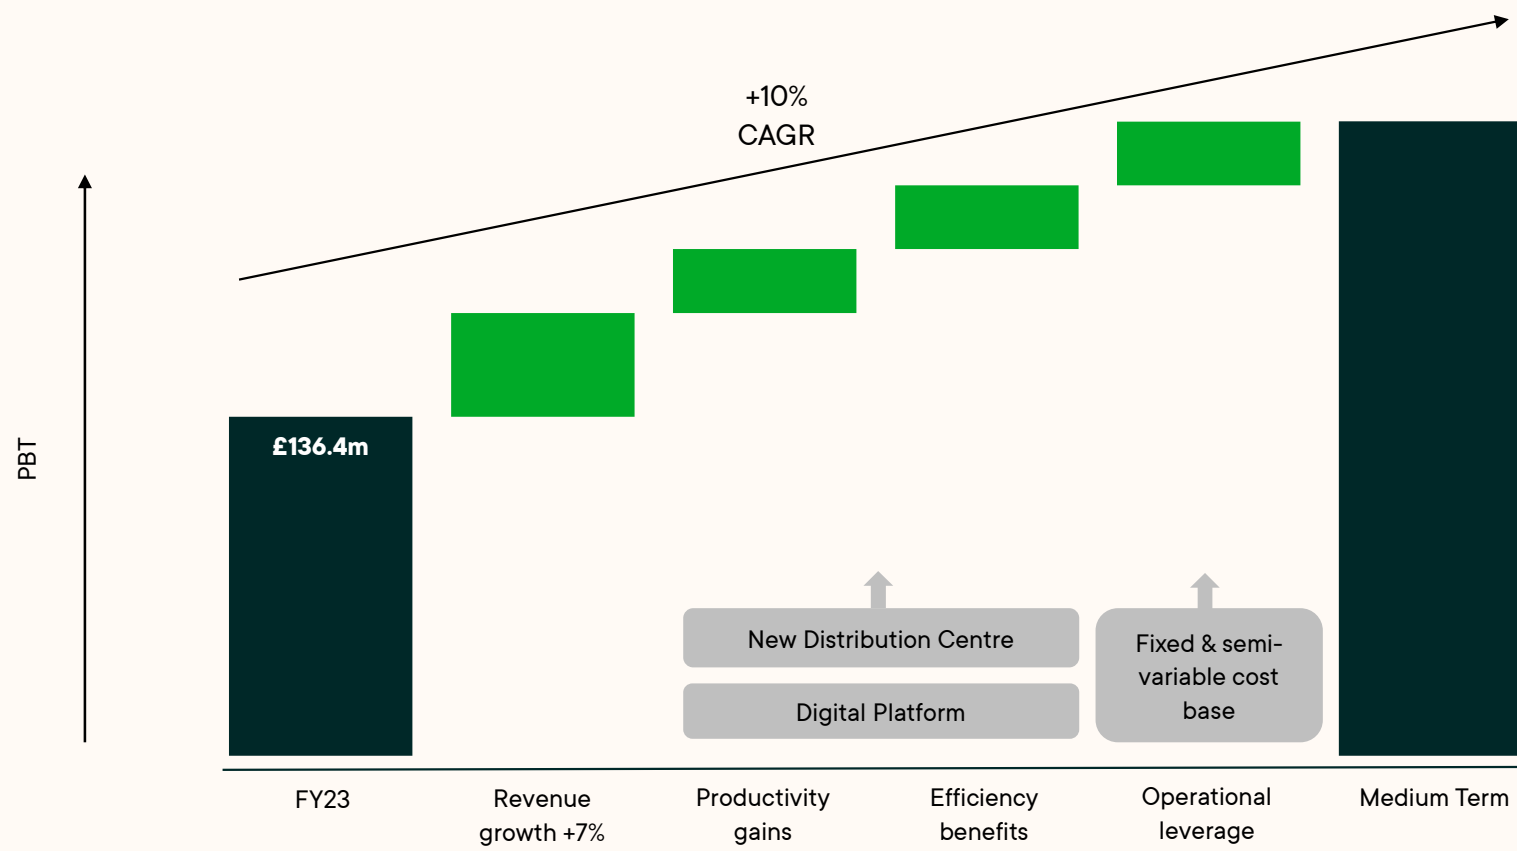 +10%
CAGR
PBT
£136.4m
New Distribution Centre
Digital Platform
Fixed & semi-
variable cost
base
FY23
Revenue
growth +7%
Productivity
gains
Efficiency
benefits
Operational
leverage
Medium Term